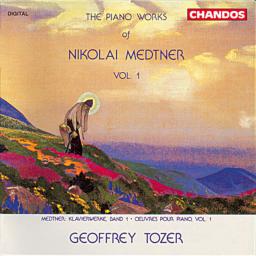 DIGITAL
THE PIANO WORKS
CHANDOS
of
NIKOLAI MEDTNER
VOL. 1
MEDTNER: KLAVIERWERKE, BAND 1 • OEUVRES POUR PIANO, VOL. 1
GEOFFREY TOZER